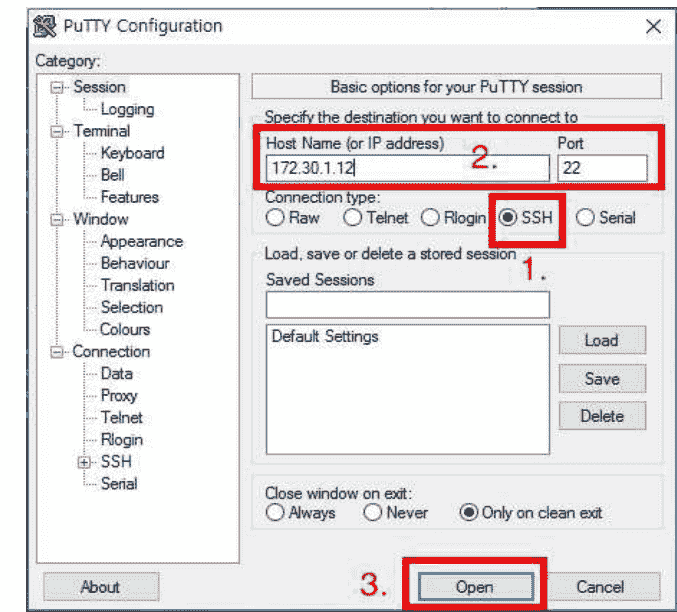 PuTTY Configuration
Category:
Session
Logging
Terminal
Keyboard
Bell
Features
Window
Appearance
Behaviour
Translation
Selection
Colours
Connection
Data
Proxy
Telnet
Rlogin
SSH
Serial
Basic options for your PuTTY session
Specify the destination you want to connect to
Host Name (or IP address) Port
172.30.1.12 2. 22
Connection type:
Raw Telnet Rlogin SSH Serial
1.
Load, save or delete a stored session
Saved Sessions
Default Settings
Load
Save
Delete
Close window on exit:
Always Never Only on clean exit
About 3. Open Cancel